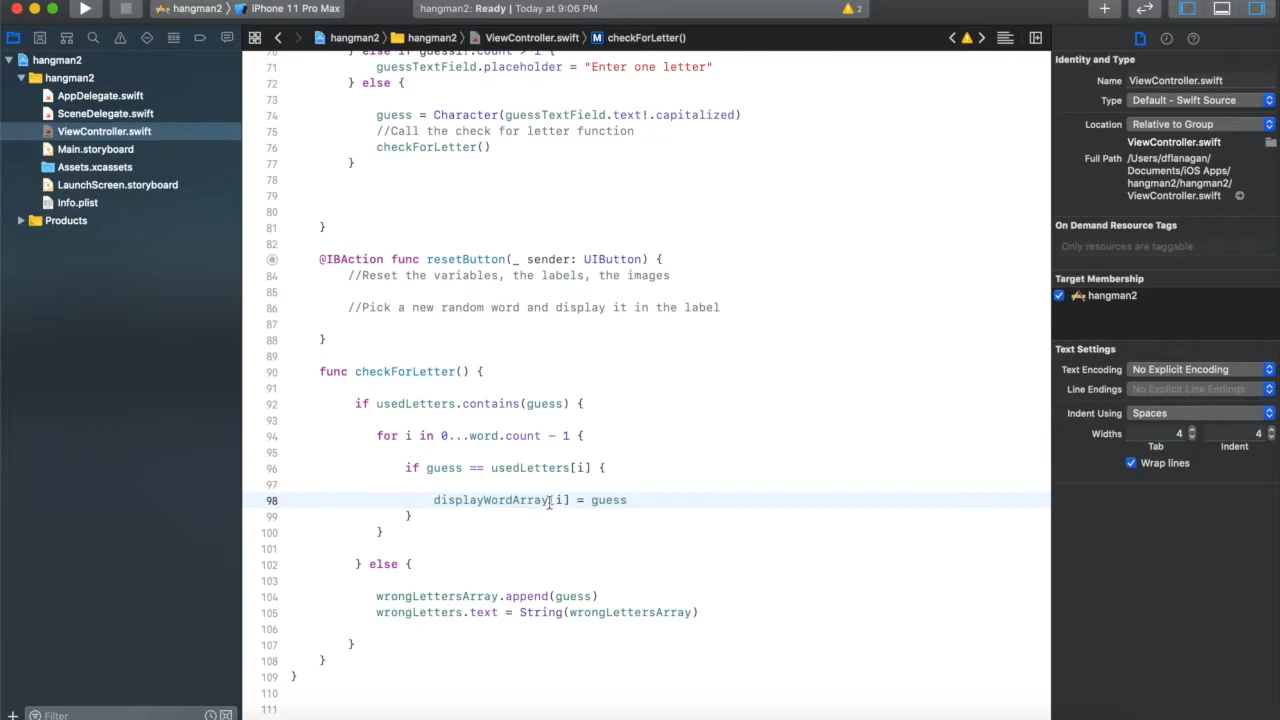 hangman2 〉 iPhone 11 Pro Max
hangman2: Ready | Today at 9:06 PM
2
hangman2
hangman2
ViewController.swift
M checkForLetter()
hangman2
hangman2
AppDelegate.swift
SceneDelegate.swift
ViewController.swift
Main.storyboard
Assets.xcassets
LaunchScreen.storyboard
Info.plist
Products
Filter
71 guessTextField.placeholder = "Enter one letter"
72 } else {
73
74 guess = Character(guessTextField.text!.capitalized)
75 //Call the check for letter function
76 checkForLetter()
77 }
78
79
80
81 }
82
@IBAction func resetButton(_ sender: UIButton) {
84 //Reset the variables, the labels, the images
85
86 //Pick a new random word and display it in the label
87
88 }
89
90 func checkForLetter() {
91
92 if usedLetters.contains(guess) {
93
94 for i in 0...word.count - 1 {
95
96 if guess == usedLetters[i] {
97
98 displayWordArray[i] = guess
99 }
100 }
101
102 } else {
103
104 wrongLettersArray.append(guess)
105 wrongLetters.text = String(wrongLettersArray)
106
107 }
108 }
109 }
110
111
Identity and Type
Name ViewController.swift
Type Default - Swift Source
Location Relative to Group
ViewController.swift
Full Path /Users/dflanagan/
Documents/iOS Apps/
hangman2/hangman2/
ViewController.swift
On Demand Resource Tags
Only resources are taggable
Target Membership
hangman2
Text Settings
Text Encoding No Explicit Encoding
Line Endings No Explicit Line Endings
Indent Using Spaces
Widths 4 4
Tab Indent
Wrap lines